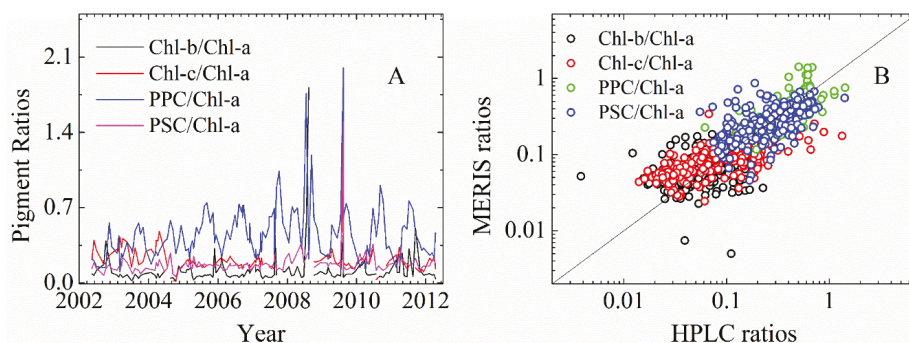 2.1
1.4
0.7
0.0
Pigment Ratios
Chl-b/Chl-a
Chl-c/Chl-a
PPC/Chl-a
PSC/Chl-a
A
2002 2004 2006 2008 2010 2012
Year
1
0.1
0.01
MERIS ratios
Chl-b/Chl-a
Chl-c/Chl-a
PPC/Chl-a
PSC/Chl-a
B
0.01 0.1 1
HPLC ratios